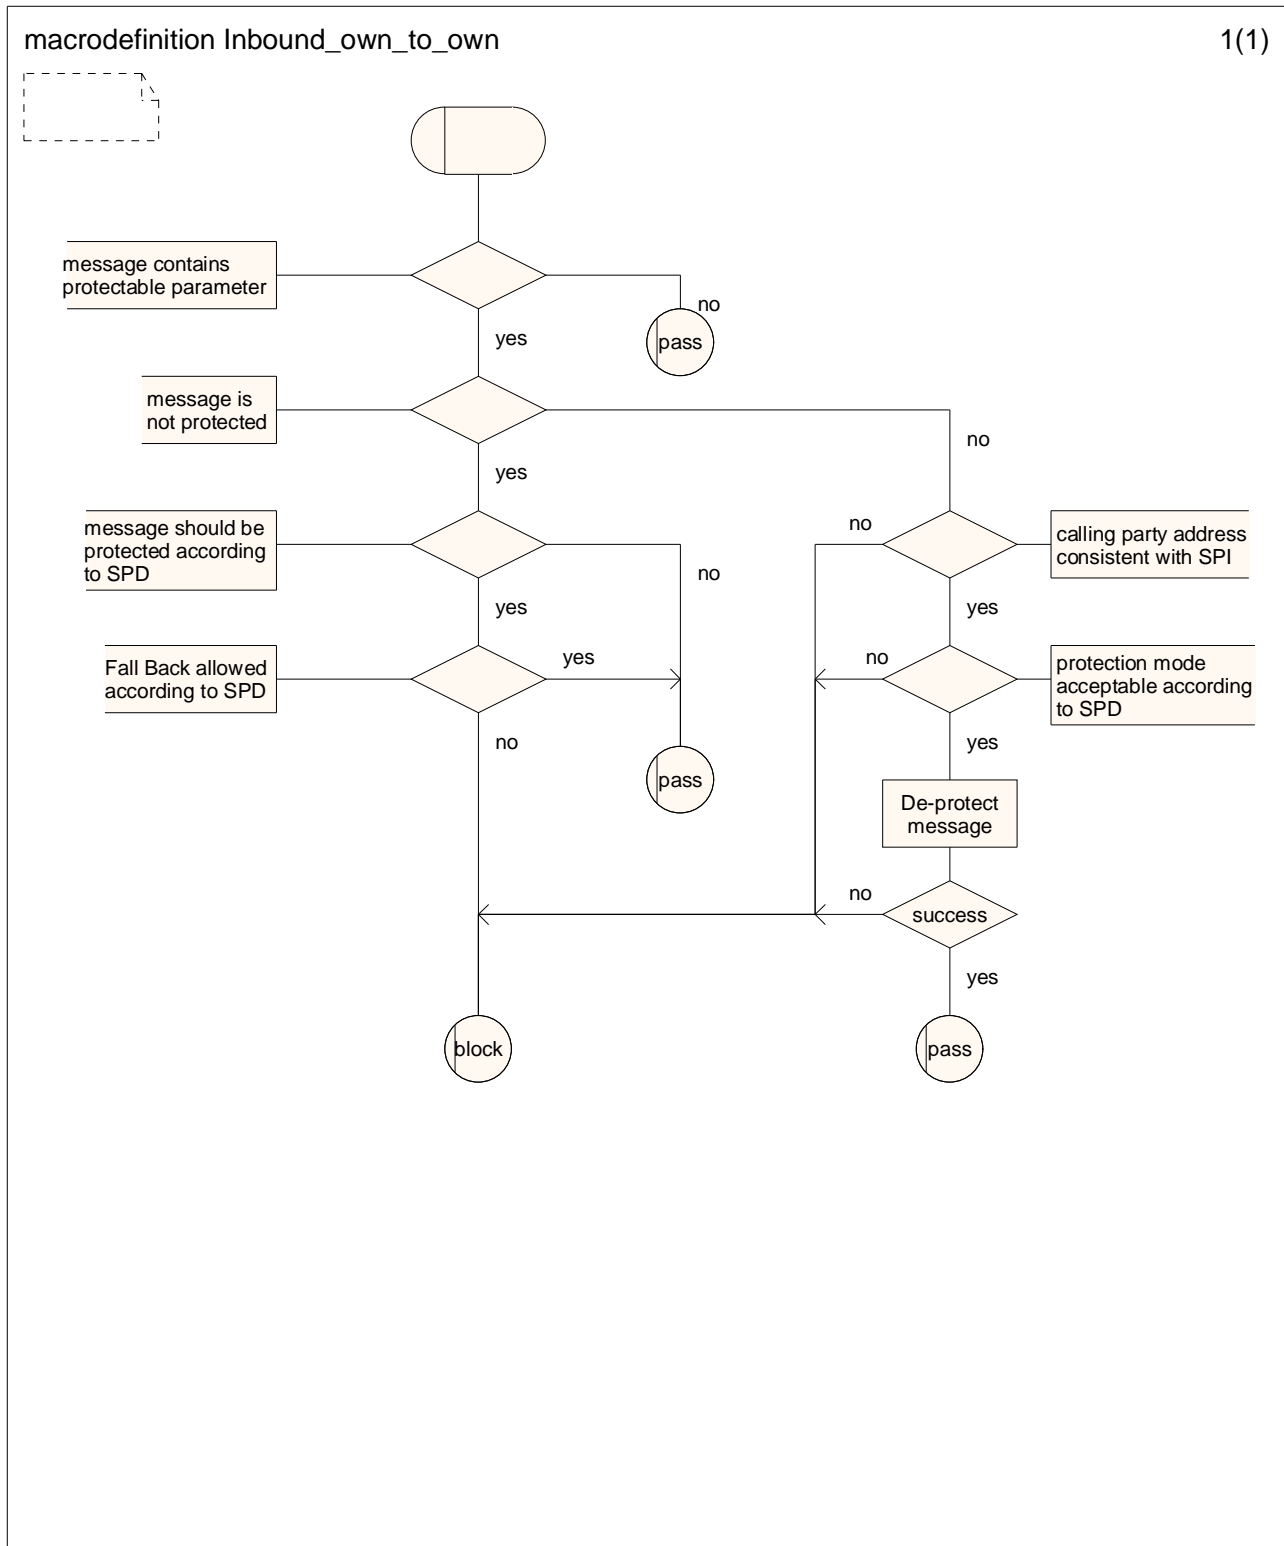 macrodefinition Inbound_own_to_own
1(1)
message contains
protectable parameter
no
pass
yes
message is
not protected
no
yes
message should be
protected according
to SPD
no
yes
no
calling party address
consistent with SPI
yes
Fall Back allowed
according to SPD
yes
no
no
protection mode
acceptable according
to SPD
yes
pass
De-protect
message
no
success
yes
block
pass